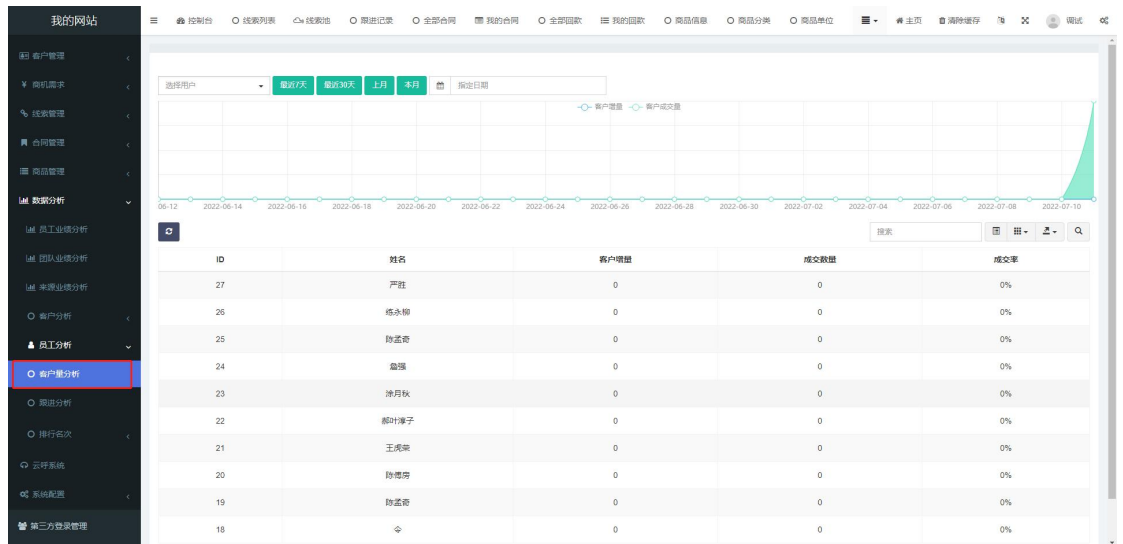 我的网站
控制台 线索列表 线索池 跟进记录 全部合同 我的合同 全部回款 我的回款 商品信息 商品分类 商品单位 主页 清除缓存 调试
客户管理
商机需求
线索管理
合同管理
商品管理
数据分析
员工业绩分析
团队业绩分析
来源业绩分析
客户分析
员工分析
客户量分析
跟进分析
排行名次
云呼系统
系统配置
第三方登录管理
选择用户 最近7天 最近30天 上月 本月 指定日期
客户增量 客户成交量
06-12 2022-06-14 2022-06-16 2022-06-18 2022-06-20 2022-06-22 2022-06-24 2022-06-26 2022-06-28 2022-06-30 2022-07-02 2022-07-04 2022-07-06 2022-07-08 2022-07-10
搜索
ID 姓名 客户增量 成交数量 成交率
27 严胜 0 0 0%
26 练永柳 0 0 0%
25 陈孟奇 0 0 0%
24 詹强 0 0 0%
23 涂月秋 0 0 0%
22 郝叶淳子 0 0 0%
21 王虎荣 0 0 0%
20 0 0 0%
19 陈孟奇 0 0 0%
18 0 0 0%